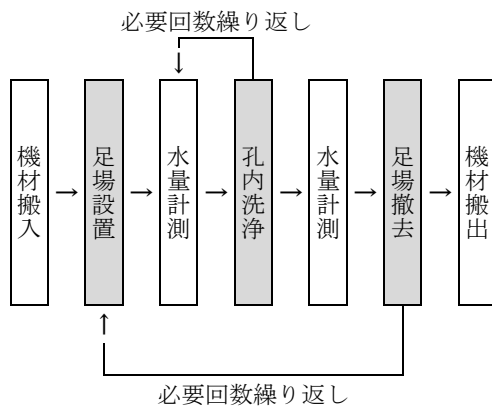 必要回数繰り返し
機材搬入
足場設置
水量計測
孔内洗浄
水量計測
足場撤去
機材搬出
必要回数繰り返し